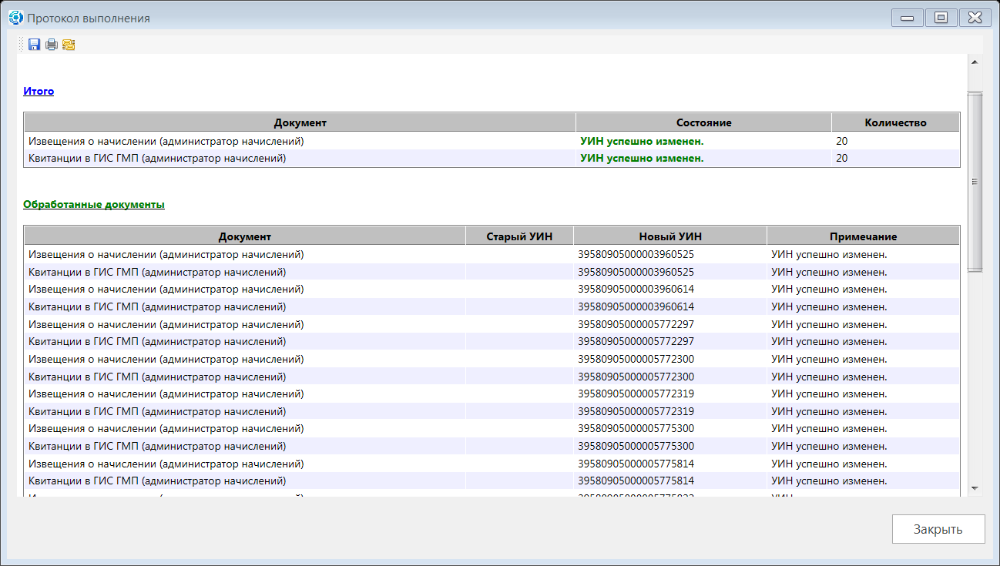 Протокол выполнения
Итого
Документ Состояние Количество
Извещения о начислении (администратор начислений) УИН успешно изменен. 20
Квитанции в ГИС ГМП (администратор начислений) УИН успешно изменен. 20
Обработанные документы
Документ Старый УИН Новый УИН Примечание
Извещения о начислении (администратор начислений) 39580905000003960525 УИН успешно изменен.
Квитанции в ГИС ГМП (администратор начислений) 39580905000003960525 УИН успешно изменен.
Извещения о начислении (администратор начислений) 39580905000003960614 УИН успешно изменен.
Квитанции в ГИС ГМП (администратор начислений) 39580905000003960614 УИН успешно изменен.
Извещения о начислении (администратор начислений) 39580905000005772297 УИН успешно изменен.
Квитанции в ГИС ГМП (администратор начислений) 39580905000005772297 УИН успешно изменен.
Извещения о начислении (администратор начислений) 39580905000005772300 УИН успешно изменен.
Квитанции в ГИС ГМП (администратор начислений) 39580905000005772300 УИН успешно изменен.
Извещения о начислении (администратор начислений) 39580905000005772319 УИН успешно изменен.
Квитанции в ГИС ГМП (администратор начислений) 39580905000005772319 УИН успешно изменен.
Извещения о начислении (администратор начислений) 39580905000005775300 УИН успешно изменен.
Квитанции в ГИС ГМП (администратор начислений) 39580905000005775300 УИН успешно изменен.
Извещения о начислении (администратор начислений) 39580905000005775814 УИН успешно изменен.
Квитанции в ГИС ГМП (администратор начислений) 39580905000005775814 УИН успешно изменен.
Закрыть